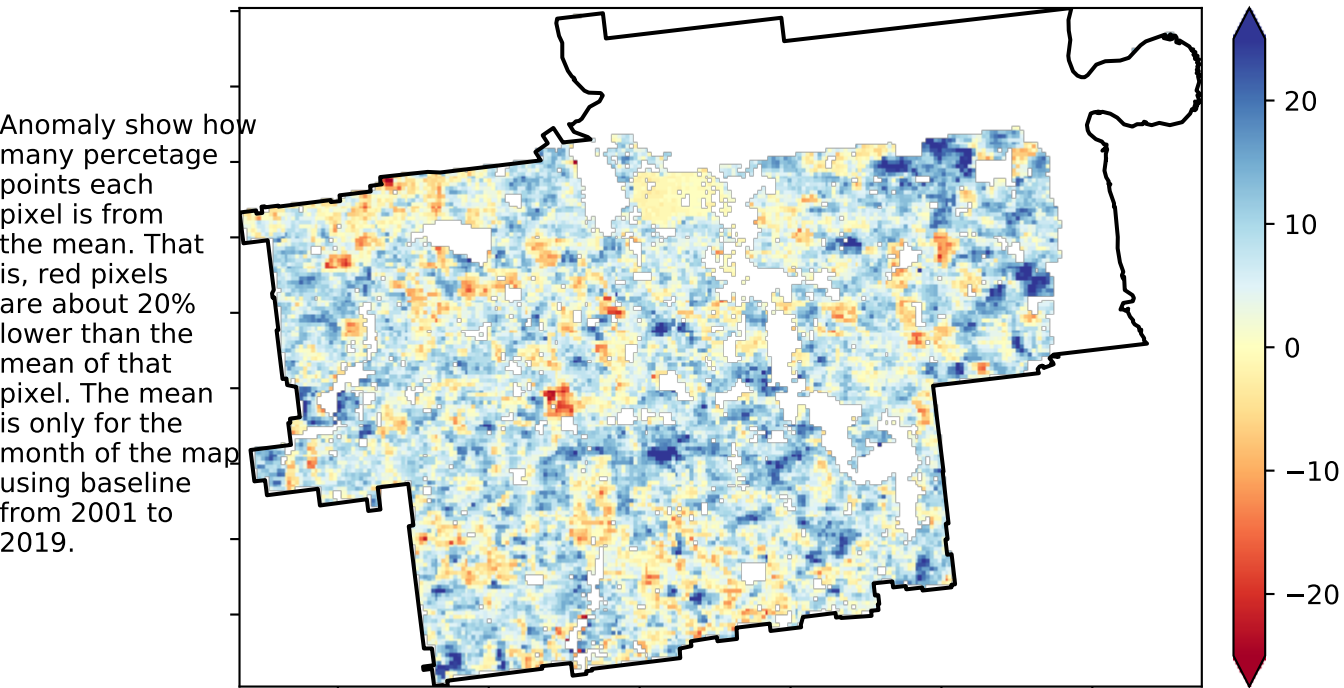 Anomaly show how
many percetage
points each
pixel is from
the mean. That
is, red pixels
are about 20%
lower than the
mean of that
pixel. The mean
is only for the
month of the map
using baseline
from 2001 to
2019.
20
10
0
−10
−20